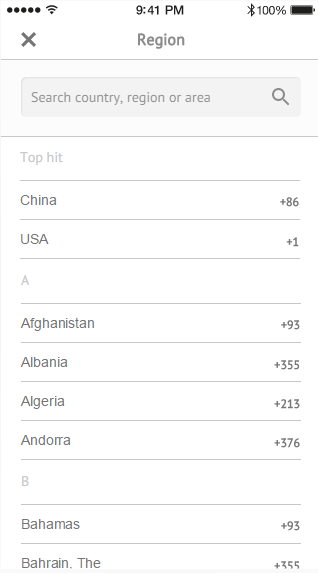 9:41 PM 100%
Region
Search country, region or area
Top hit
China +86
USA +1
A
Afghanistan +93
Albania +355
Algeria +213
Andorra +376
B
Bahamas +93
Bahrain, The +355